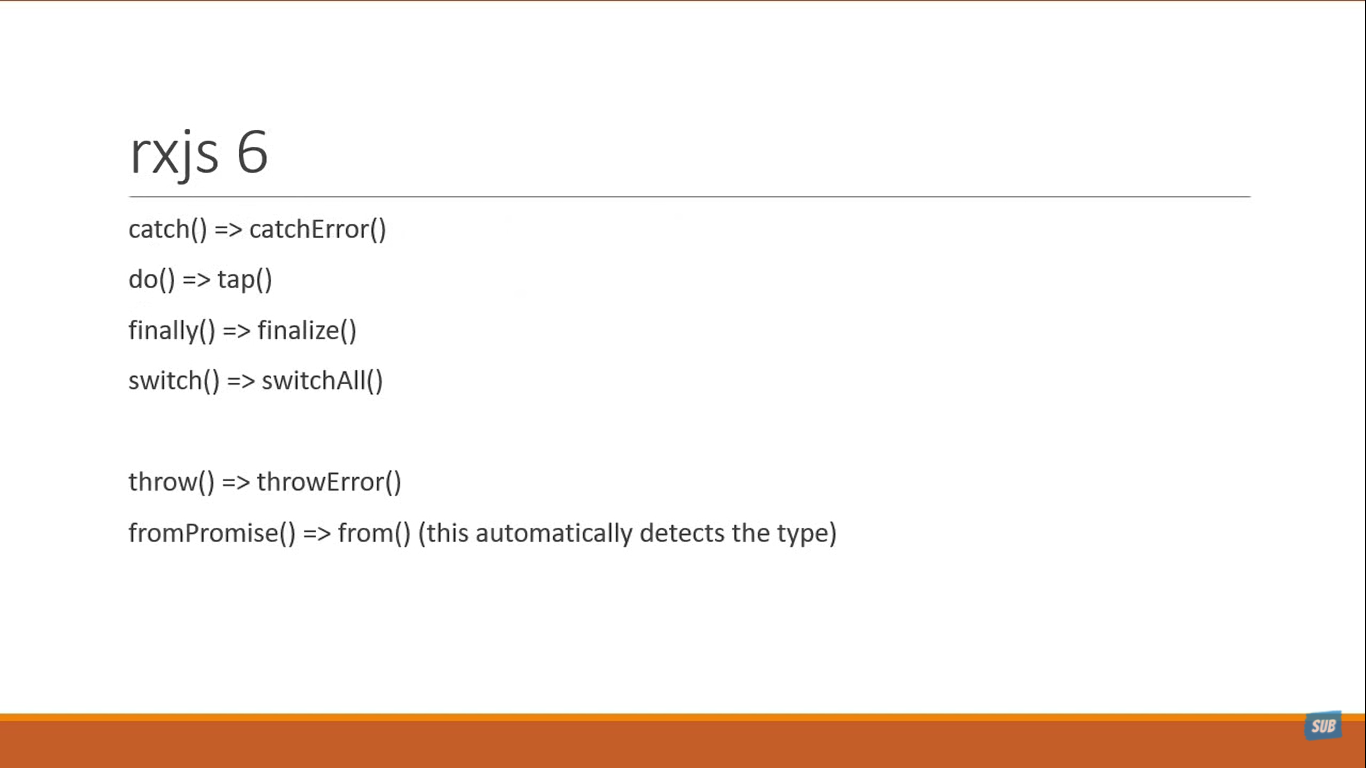 rxjs 6
catch() => catchError()
do() => tap()
finally() => finalize()
switch() => switchAll()
throw() => throwError()
fromPromise() => from() (this automatically detects the type)
SUB